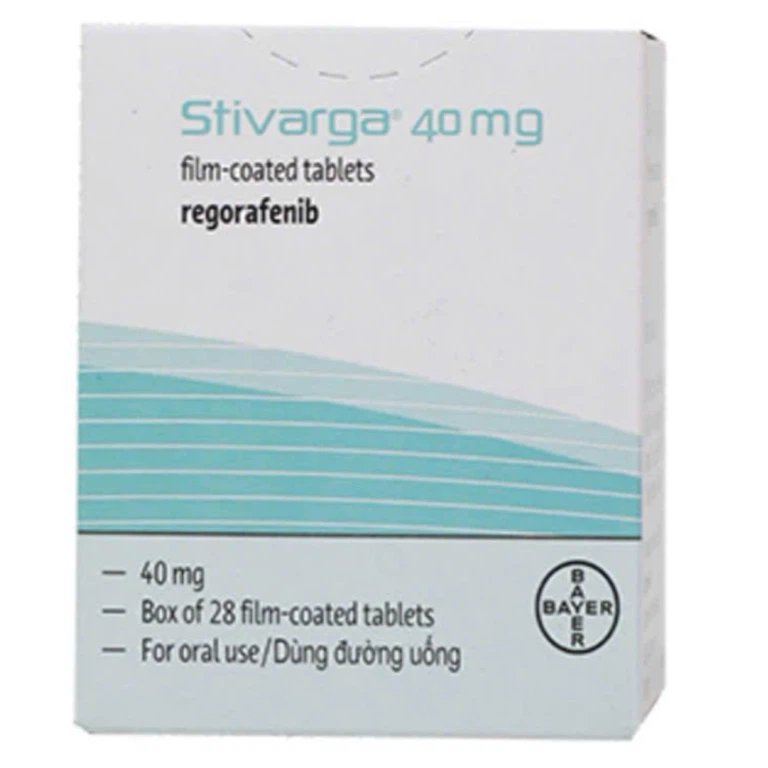 Stivarga® 40 mg
film-coated tablets
regorafenib
— 40 mg
— Box of 28 film-coated tablets
— For oral use/Dùng đường uống
BAYER
BAYER